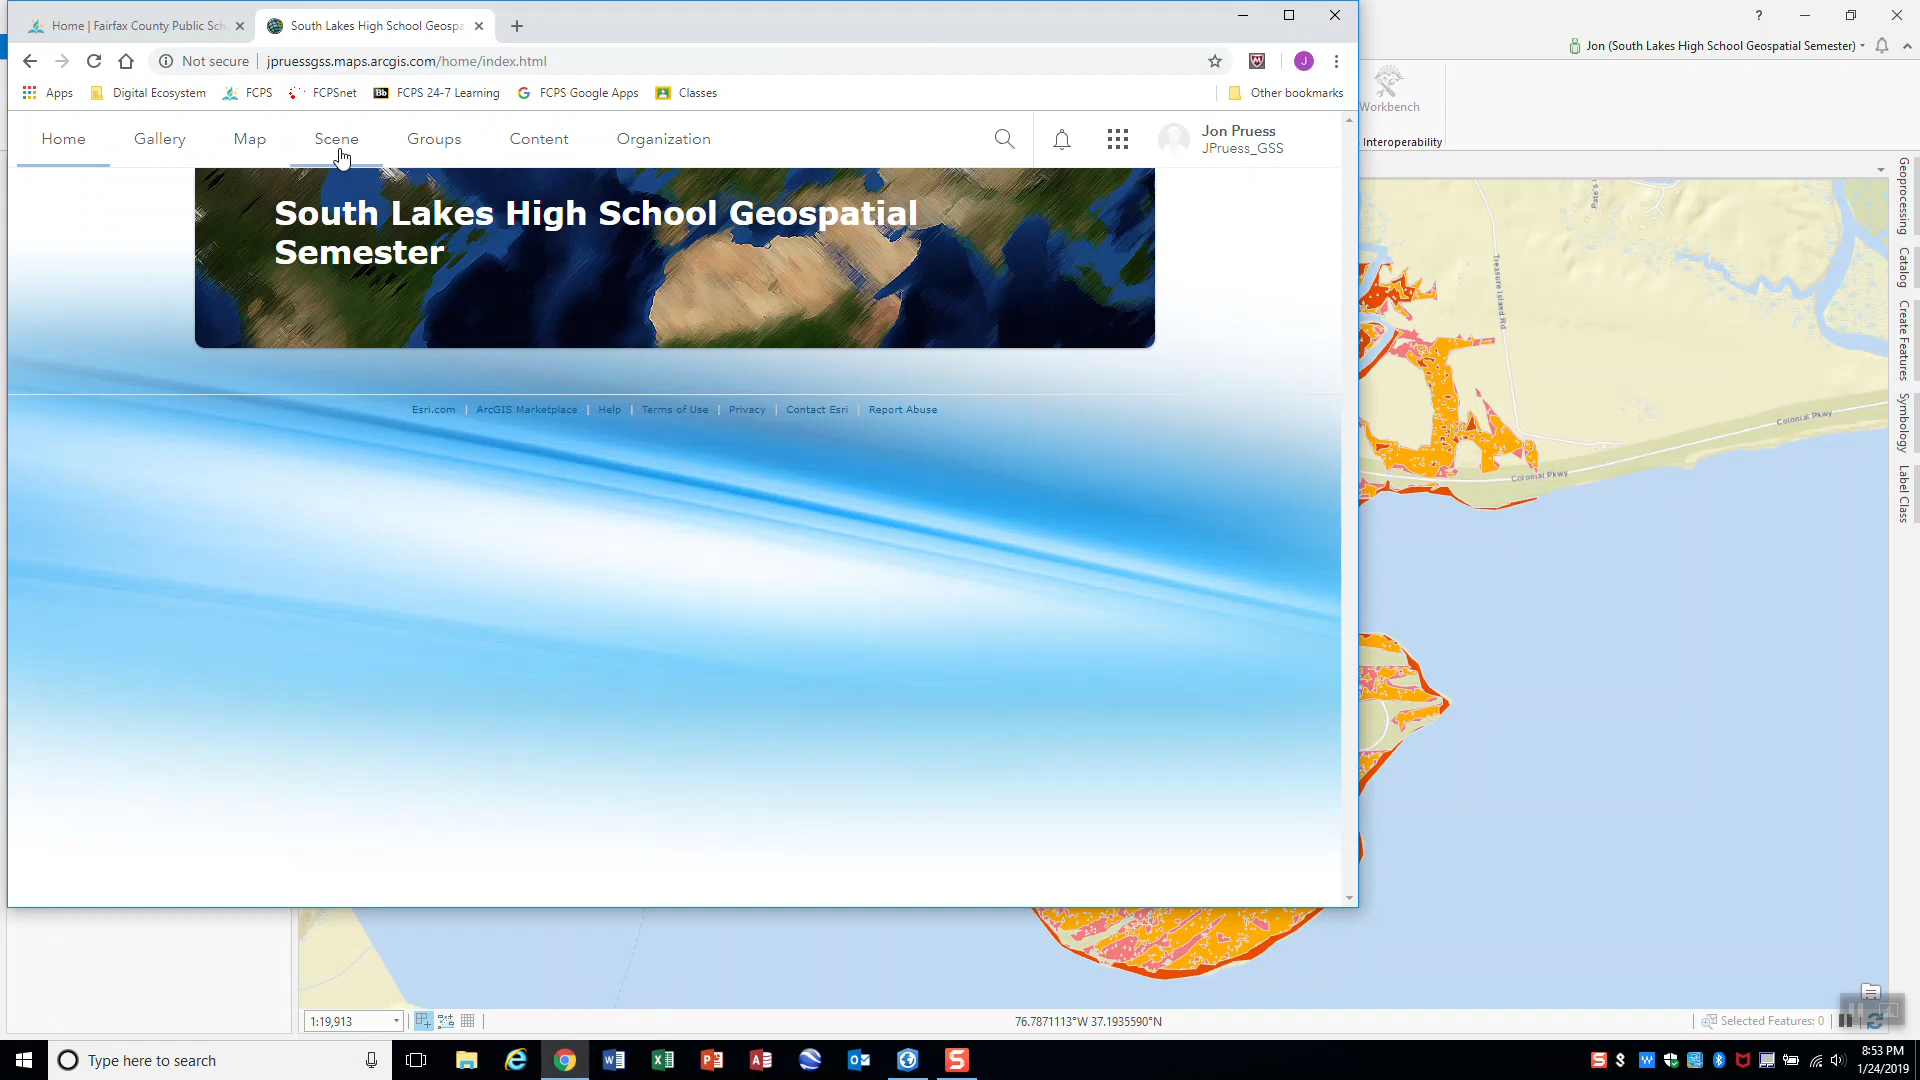 Home | Fairfax County Public Sch
South Lakes High School Geospa
Not secure | jpruessgss.maps.arcgis.com/home/index.html
Apps
Digital Ecosystem
FCPS
FCPSnet
Bb
FCPS 24-7 Learning
FCPS Google Apps
Classes
Other bookmarks
J
Home
Gallery
Map
Scene
Groups
Content
Organization
Jon Pruess
JPruess_GSS
South Lakes High School Geospatial
Semester
Esri.com | ArcGIS Marketplace | Help | Terms of Use | Privacy | Contact Esri | Report Abuse
?
Jon (South Lakes High School Geospatial Semester)
Workbench
Interoperability
Geoprocessing
Catalog
Create Features
Symbology
Label Class
Treasure Island Rd
Colonial Pkwy
Colonial Pkwy
1:19,913
76.7871113°W 37.1935590°N
Selected Features: 0
Type here to search
8:53 PM
1/24/2019